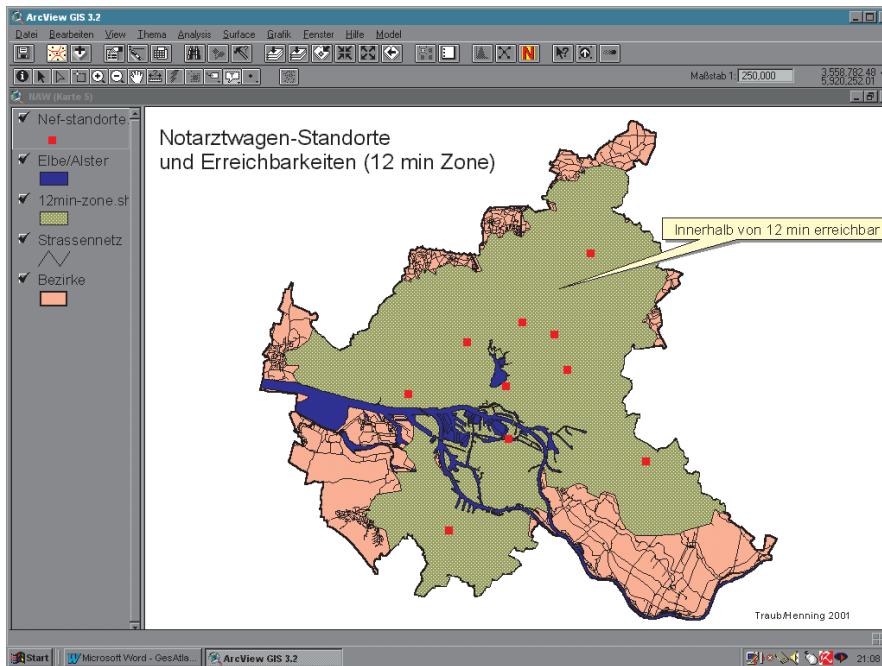 ArcView GIS 3.2
Datei Bearbeiten View Thema Analysis Surface Grafik Fenster Hilfe Model
Maßstab 1: 250,000
3,558,782.48
5,920,252.01
NAW (Karte 5)
Nef-standorte
Elbe/Alster
12min-zone.sh
Strassennetz
Bezirke
Notarztwagen-Standorte
und Erreichbarkeiten (12 min Zone)
Innerhalb von 12 min erreichbar
Traub/Henning 2001
Start
Microsoft Word - GesAtla...
ArcView GIS 3.2
21:08